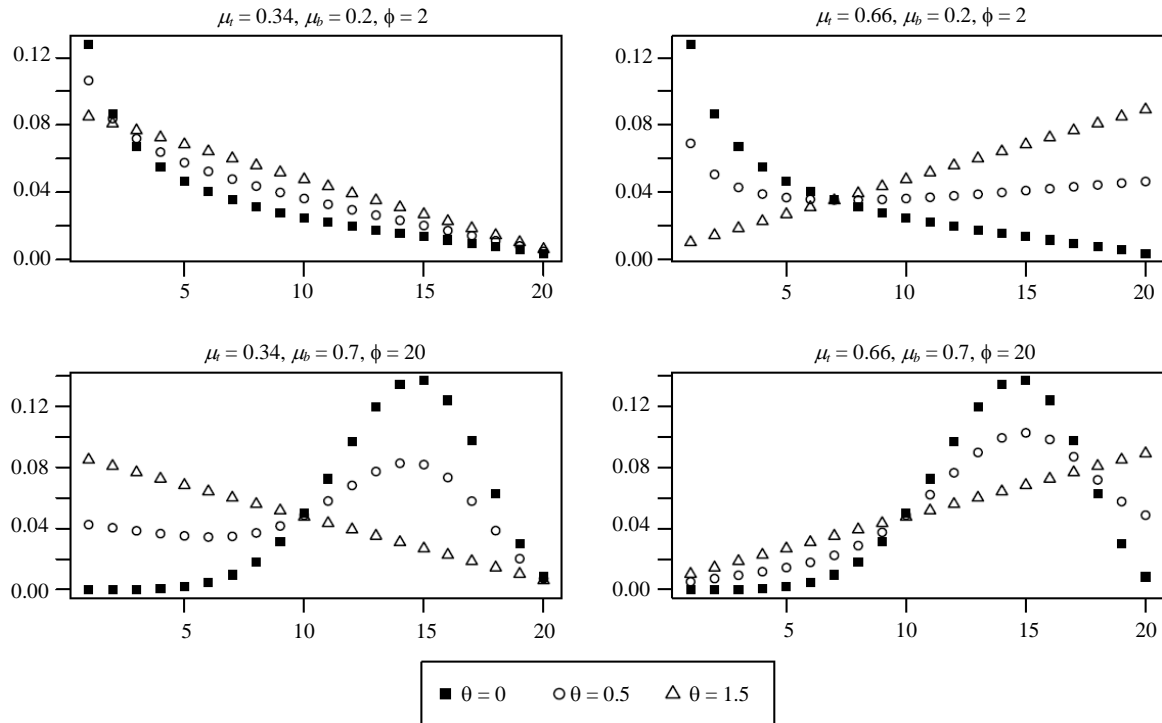 μt = 0.34, μb = 0.2, ϕ = 2
0.12
0.08
0.04
0.00
5 10 15 20
μt = 0.66, μb = 0.2, ϕ = 2
0.12
0.08
0.04
0.00
5 10 15 20
μt = 0.34, μb = 0.7, ϕ = 20
0.12
0.08
0.04
0.00
5 10 15 20
μt = 0.66, μb = 0.7, ϕ = 20
0.12
0.08
0.04
0.00
5 10 15 20
θ = 0 θ = 0.5 θ = 1.5